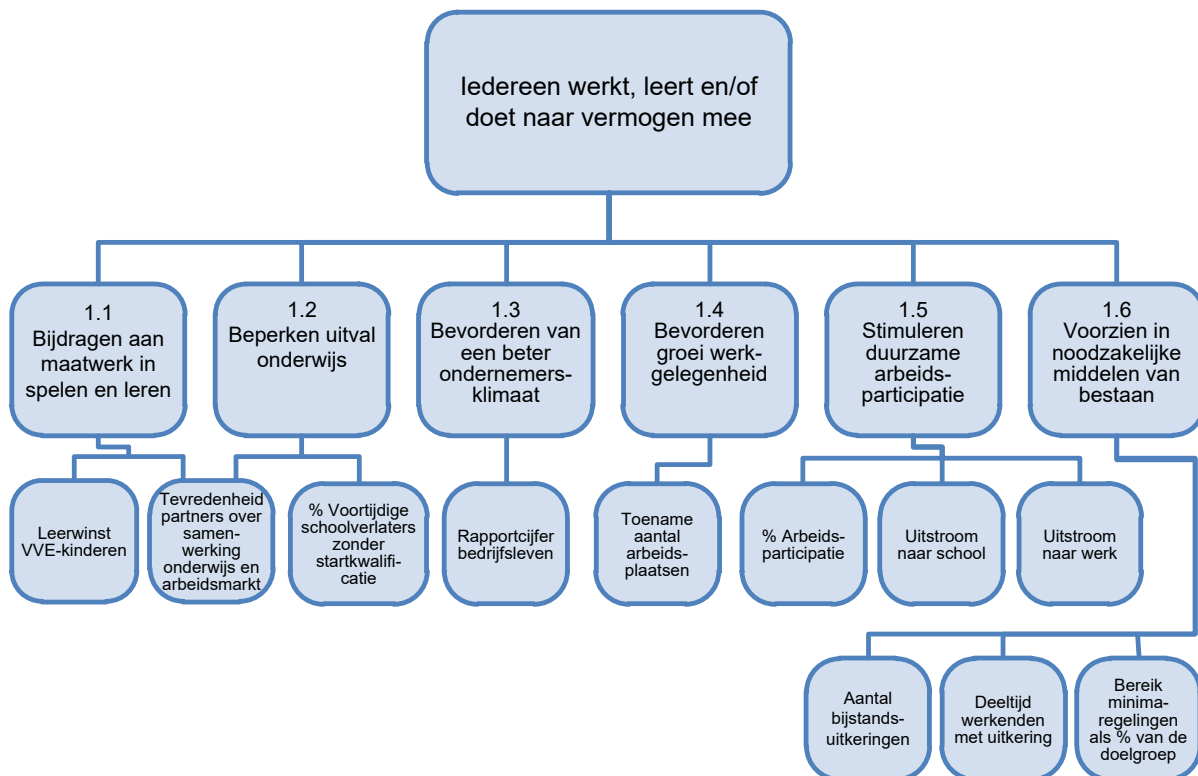 Iedereen werkt, leert en/of
doet naar vermogen mee
1.1
Bijdragen aan
maatwerk in
spelen en leren
1.2
Beperken uitval
onderwijs
1.3
Bevorderen van
een beter
ondernemers-
klimaat
1.4
Bevorderen
groei werk-
gelegenheid
1.5
Stimuleren
duurzame
arbeids-
participatie
1.6
Voorzien in
noodzakelijke
middelen van
bestaan
Leerwinst
VVE-kinderen
Tevredenheid
partners over
samen-
werking
onderwijs en
arbeidsmarkt
% Voortijdige
schoolverlaters
zonder
startkwalifi-
catie
Rapportcijfer
bedrijfsleven
Toename
aantal
arbeids-
plaatsen
% Arbeids-
participatie
Uitstroom
naar school
Uitstroom
naar werk
Aantal
bijstands-
uitkeringen
Deeltijd
werkenden
met uitkering
Bereik
minima-
regelingen
als % van de
doelgroep